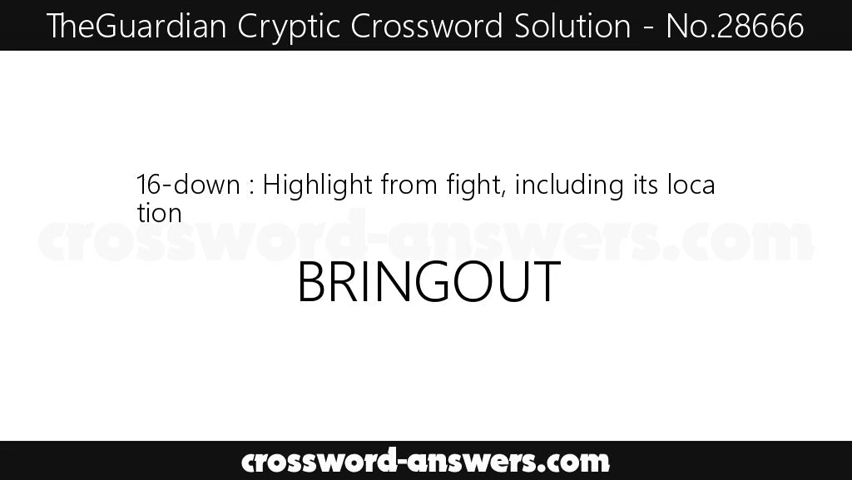 TheGuardian Cryptic Crossword Solution - No.28666
16-down : Highlight from fight, including its loca
tion
crossword-answers.com
BRINGOUT
crossword-answers.com